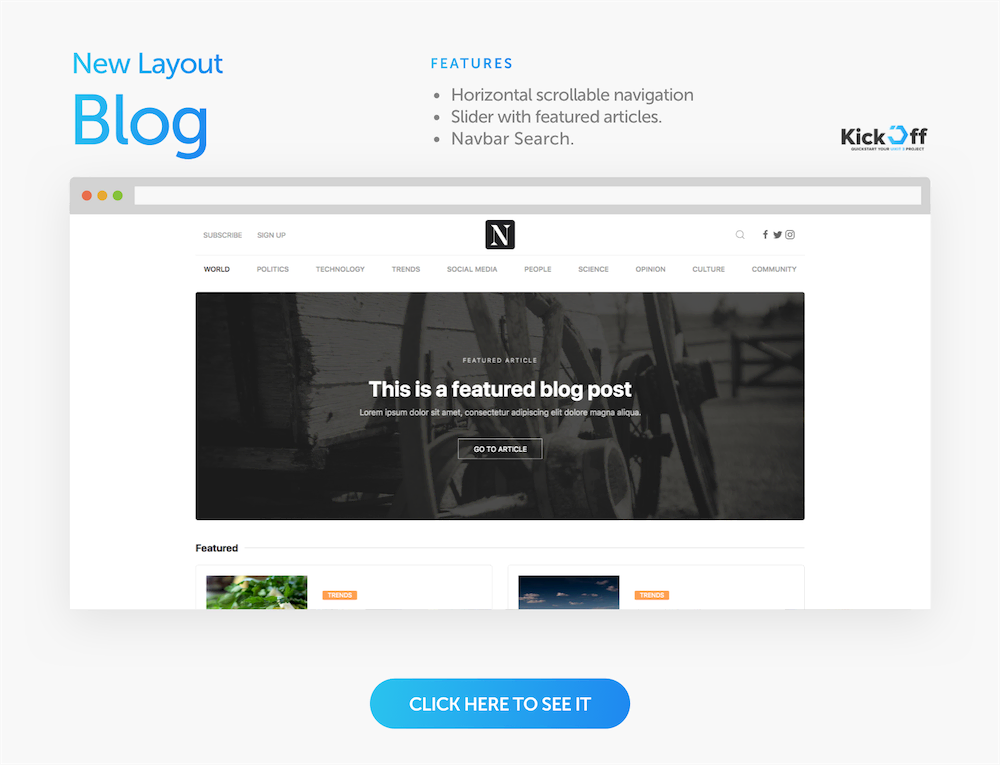 New Layout
Blog
FEATURES
Horizontal scrollable navigation
Slider with featured articles.
Navbar Search.
KickOff
QUICKSTART YOUR UIKIT 3 PROJECT
SUBSCRIBE SIGN UP
N
WORLD POLITICS TECHNOLOGY TRENDS SOCIAL MEDIA PEOPLE SCIENCE OPINION CULTURE COMMUNITY
FEATURED ARTICLE
This is a featured blog post
Lorem ipsum dolor sit amet, consectetur adipiscing elit dolore magna aliqua.
GO TO ARTICLE
Featured
TRENDS TRENDS
CLICK HERE TO SEE IT